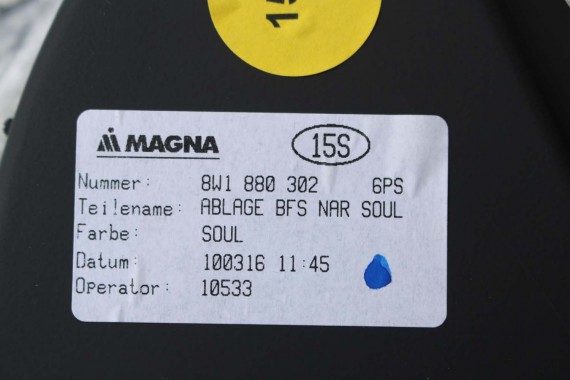 15
MAGNA 15S
Nummer: 8W1 880 302 6PS
Teilename: ABLAGE BFS NAR SOUL
Farbe: SOUL
Datum: 100316 11:45
Operator: 10533